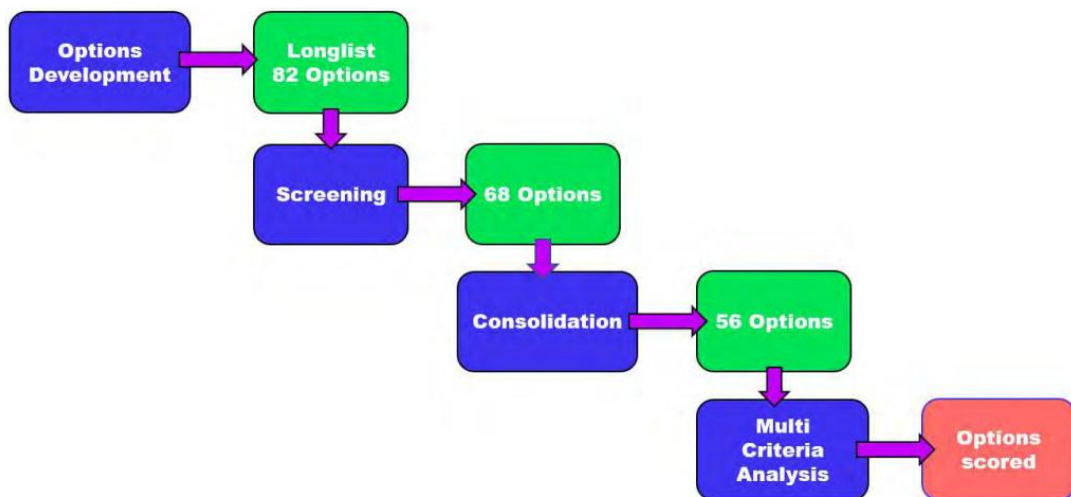 Options
Development
Longlist
82 Options
Screening
68 Options
Consolidation
56 Options
Multi
Criteria
Analysis
Options
scored